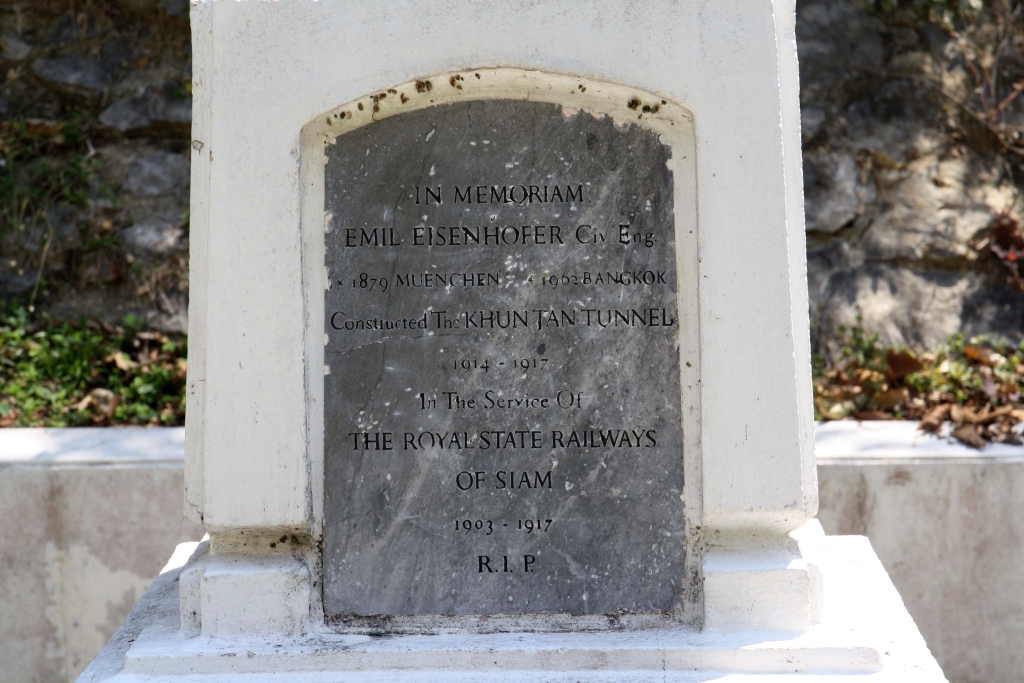 IN MEMORIAM
EMIL EISENHOFER Civ Eng.
* 1879 MUENCHEN † 1962 BANGKOK
Constructed The KHUN TAN TUNNEL
1914 - 1917
In The Service Of
THE ROYAL STATE RAILWAYS
OF SIAM
1903 - 1917
R.I.P.